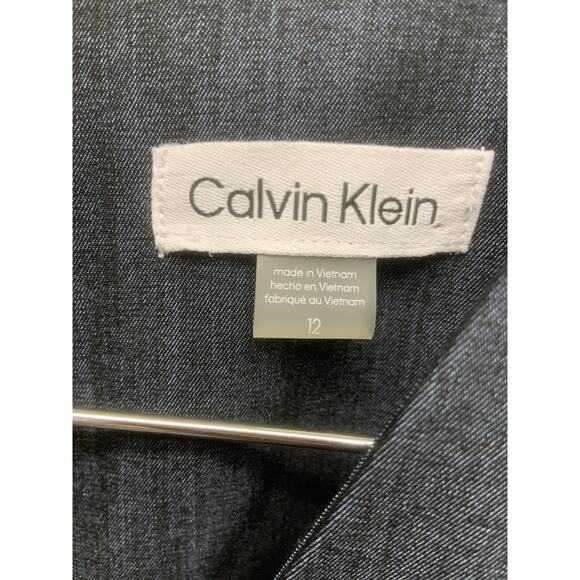 Calvin Klein
made in Vietnam
hecho en Vietnam
fabriqué au Vietnam
12